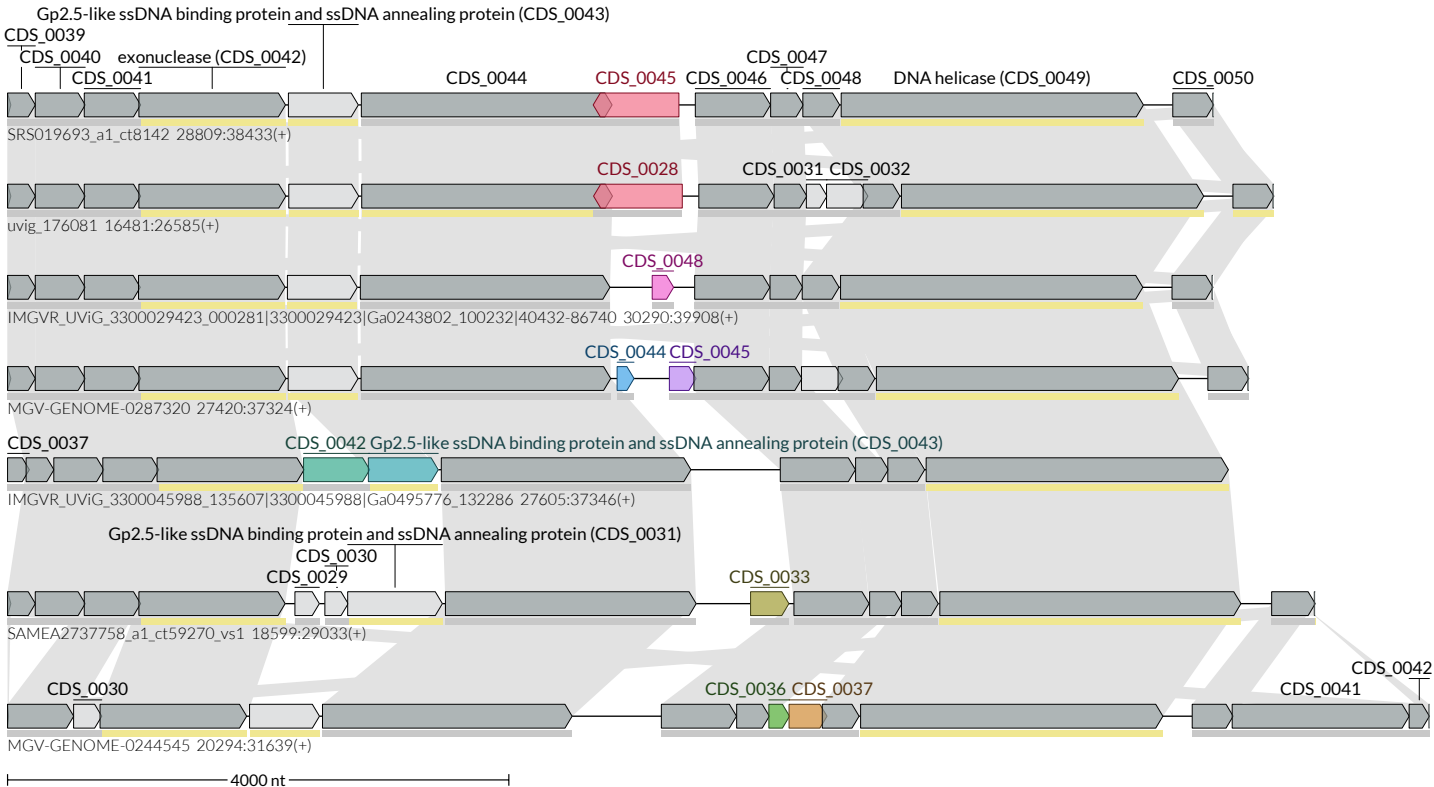 Gp2.5-like ssDNA binding protein and ssDNA annealing protein (CDS_0043)
CDS_0039
CDS_0040 exonuclease (CDS_0042) CDS_0047
CDS_0041 CDS_0044 CDS_0045 CDS_0046 CDS_0048 DNA helicase (CDS_0049) CDS_0050
SRS019693_a1_ct8142 28809:38433(+)
CDS_0028 CDS_0031 CDS_0032
uvig_176081 16481:26585(+)
CDS_0048
IMGVR_UViG_3300029423_000281|3300029423|Ga0243802_100232|40432-86740 30290:39908(+)
CDS_0044 CDS_0045
MGV-GENOME-0287320 27420:37324(+)
CDS_0037 CDS_0042 Gp2.5-like ssDNA binding protein and ssDNA annealing protein (CDS_0043)
IMGVR_UViG_3300045988_135607|3300045988|Ga0495776_132286 27605:37346(+)
Gp2.5-like ssDNA binding protein and ssDNA annealing protein (CDS_0031)
CDS_0030
CDS_0029 CDS_0033
SAMEA2737758_a1_ct59270_vs1 18599:29033(+)
CDS_0042
CDS_0030 CDS_0036 CDS_0037 CDS_0041
MGV-GENOME-0244545 20294:31639(+)
4000 nt